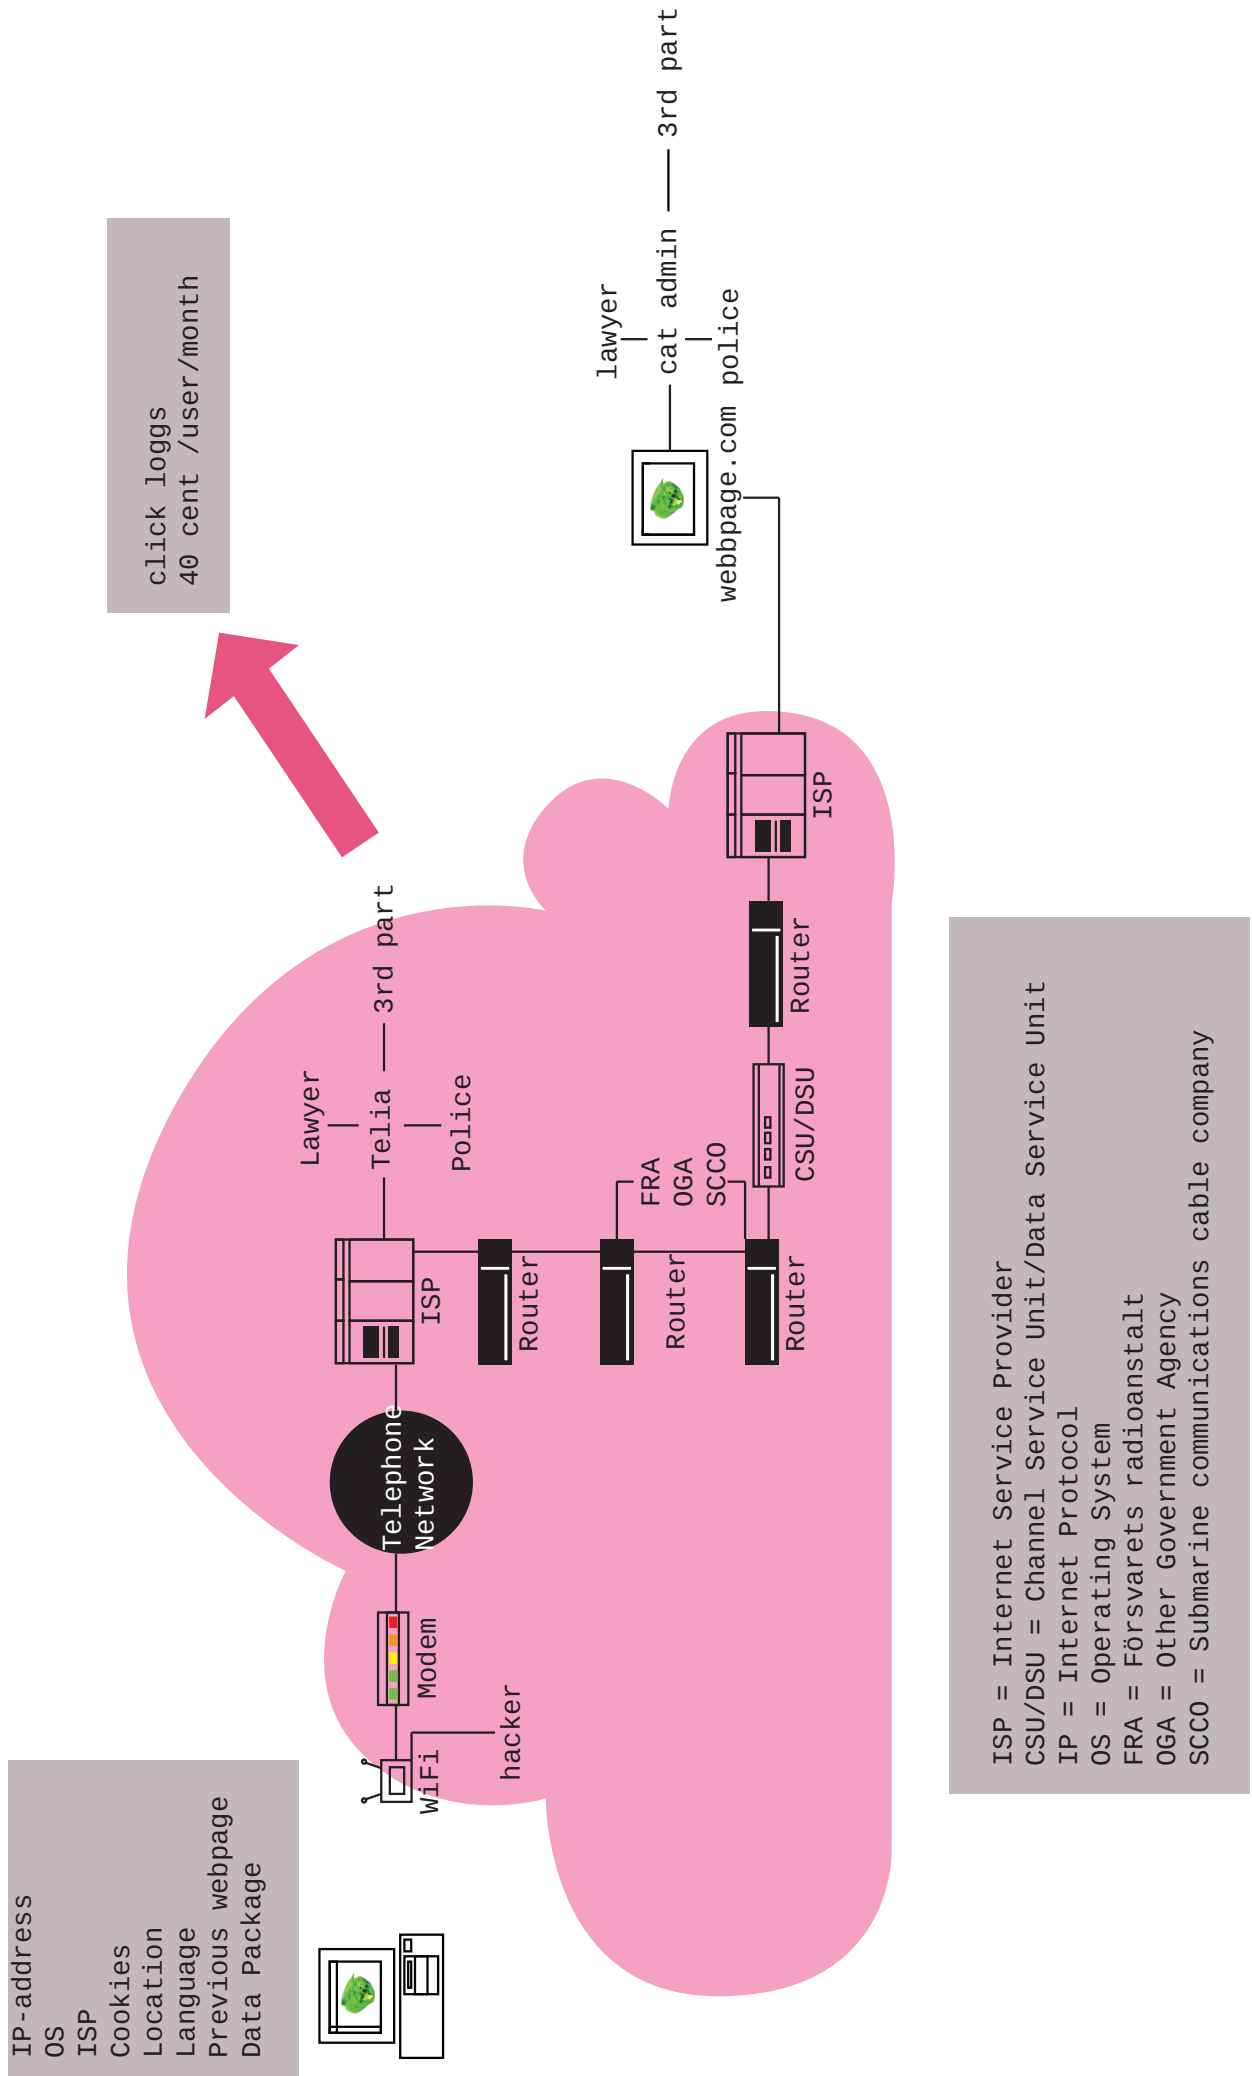 IP-address
OS
ISP
Cookies
Location
Language
Previous webpage
Data Package
click loggs
40 cent /user/month
WiFi
hacker
Modem
Telephone
Network
ISP
Lawyer
Telia
3rd part
Police
Router
Router
Router
FRA
OGA
SCCO
CSU/DSU
Router
ISP
webbpage.com
lawyer
cat admin
3rd part
police
ISP = Internet Service Provider
CSU/DSU = Channel Service Unit/Data Service Unit
IP = Internet Protocol
OS = Operating System
FRA = Försvarets radioanstalt
OGA = Other Government Agency
SCCO = Submarine communications cable company